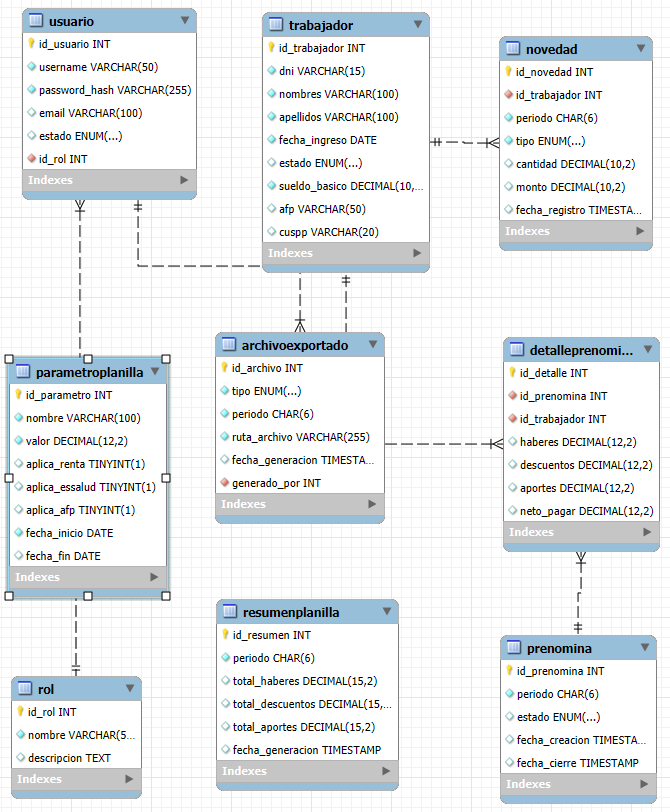 usuario
id_usuario INT
username VARCHAR(50)
password_hash VARCHAR(255)
email VARCHAR(100)
estado ENUM(...)
id_rol INT
Indexes
trabajador
id_trabajador INT
dni VARCHAR(15)
nombres VARCHAR(100)
apellidos VARCHAR(100)
fecha_ingreso DATE
estado ENUM(...)
sueldo_basico DECIMAL(10,...
afp VARCHAR(50)
cuspp VARCHAR(20)
Indexes
novedad
id_novedad INT
id_trabajador INT
periodo CHAR(6)
tipo ENUM(...)
cantidad DECIMAL(10,2)
monto DECIMAL(10,2)
fecha_registro TIMESTA...
Indexes
parametroplanilla
id_parametro INT
nombre VARCHAR(100)
valor DECIMAL(12,2)
aplica_renta TINYINT(1)
aplica_essalud TINYINT(1)
aplica_afp TINYINT(1)
fecha_inicio DATE
fecha_fin DATE
Indexes
archivoexportado
id_archivo INT
tipo ENUM(...)
periodo CHAR(6)
ruta_archivo VARCHAR(255)
fecha_generacion TIMESTA...
generado_por INT
Indexes
detalleprenomi...
id_detalle INT
id_prenomina INT
id_trabajador INT
haberes DECIMAL(12,2)
descuentos DECIMAL(12,2)
aportes DECIMAL(12,2)
neto_pagar DECIMAL(12,2)
Indexes
rol
id_rol INT
nombre VARCHAR(5...
descripcion TEXT
Indexes
resumenplanilla
id_resumen INT
periodo CHAR(6)
total_haberes DECIMAL(15,2)
total_descuentos DECIMAL(15,...
total_aportes DECIMAL(15,2)
fecha_generacion TIMESTAMP
Indexes
prenomina
id_prenomina INT
periodo CHAR(6)
estado ENUM(...)
fecha_creacion TIMESTA...
fecha_cierre TIMESTAMP
Indexes